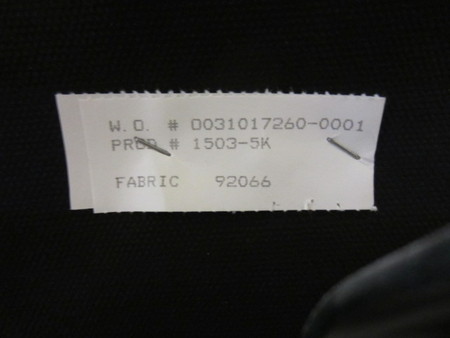 W.O. # 0031017260-0001
PROD # 1503-5K
FABRIC 92066